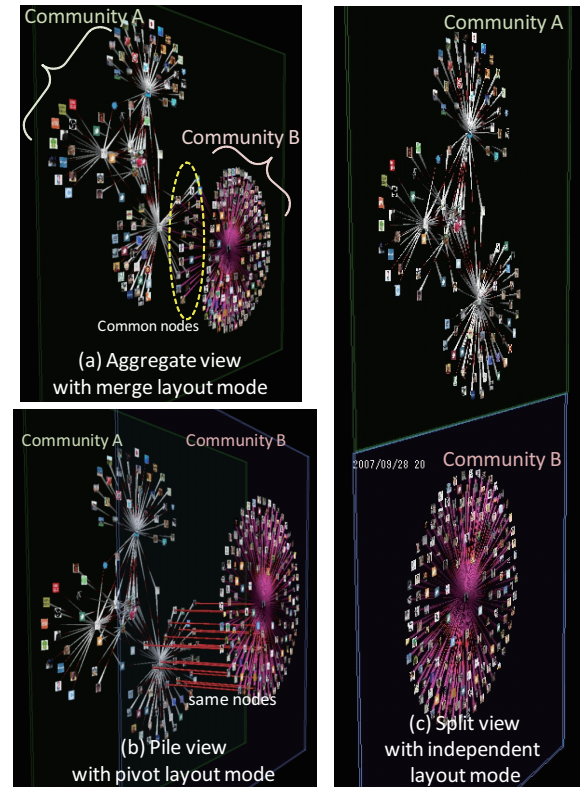 Community A
Community B
Common nodes
(a) Aggregate view
with merge layout mode
Community A
Community B
same nodes
(b) Pile view
with pivot layout mode
Community A
2007/09/28 20
Community B
(c) Split view
with independent
layout mode